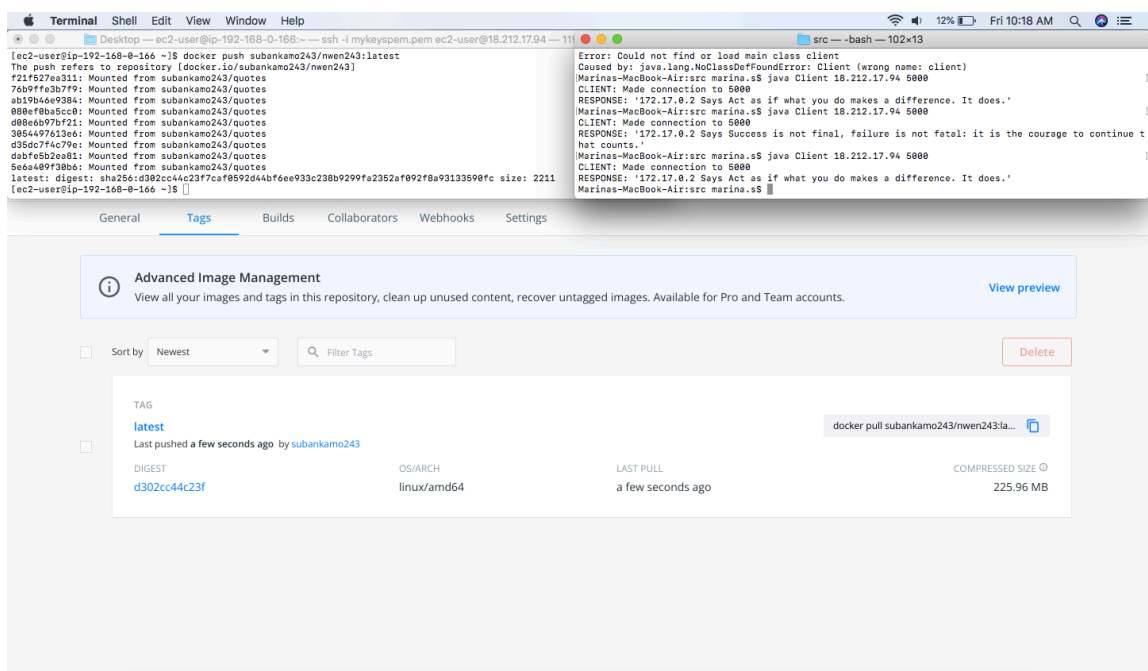 Terminal Shell Edit View Window Help
12% Fri 10:18 AM
Desktop — ec2-user@ip-192-168-0-166:~ — ssh -i mykeyspem.pem ec2-user@18.212.17.94 — 11
[ec2-user@ip-192-168-0-166 ~]$ docker push subankamo243/nwen243:latest
The push refers to repository [docker.io/subankamo243/nwen243]
f21f527ea311: Mounted from subankamo243/quotes
76b9ffe3b7f9: Mounted from subankamo243/quotes
ab19b46e9384: Mounted from subankamo243/quotes
080ef0ba5cc0: Mounted from subankamo243/quotes
d08e6b97bf21: Mounted from subankamo243/quotes
3054497613e6: Mounted from subankamo243/quotes
d35dc7f4c79e: Mounted from subankamo243/quotes
dabfe5b2ea81: Mounted from subankamo243/quotes
5e6a409f30b6: Mounted from subankamo243/quotes
latest: digest: sha256:d302cc44c23f7caf0592d44bf6ee933c238b9299fa2352af092f8a93133590fc size: 2211
[ec2-user@ip-192-168-0-166 ~]$
src — -bash — 102×13
Error: Could not find or load main class client
Caused by: java.lang.NoClassDefFoundError: Client (wrong name: client)
[Marinas-MacBook-Air:src marina.s$ java Client 18.212.17.94 5000
CLIENT: Made connection to 5000
RESPONSE: '172.17.0.2 Says Act as if what you do makes a difference. It does.'
[Marinas-MacBook-Air:src marina.s$ java Client 18.212.17.94 5000
CLIENT: Made connection to 5000
RESPONSE: '172.17.0.2 Says Success is not final, failure is not fatal: it is the courage to continue t
hat counts.'
[Marinas-MacBook-Air:src marina.s$ java Client 18.212.17.94 5000
CLIENT: Made connection to 5000
RESPONSE: '172.17.0.2 Says Act as if what you do makes a difference. It does.'
Marinas-MacBook-Air:src marina.s$
General Tags Builds Collaborators Webhooks Settings
Advanced Image Management
View all your images and tags in this repository, clean up unused content, recover untagged images. Available for Pro and Team accounts.
View preview
Sort by Newest Filter Tags Delete
TAG
latest
docker pull subankamo243/nwen243:la...
Last pushed a few seconds ago by subankamo243
DIGEST OS/ARCH LAST PULL COMPRESSED SIZE
d302cc44c23f linux/amd64 a few seconds ago 225.96 MB